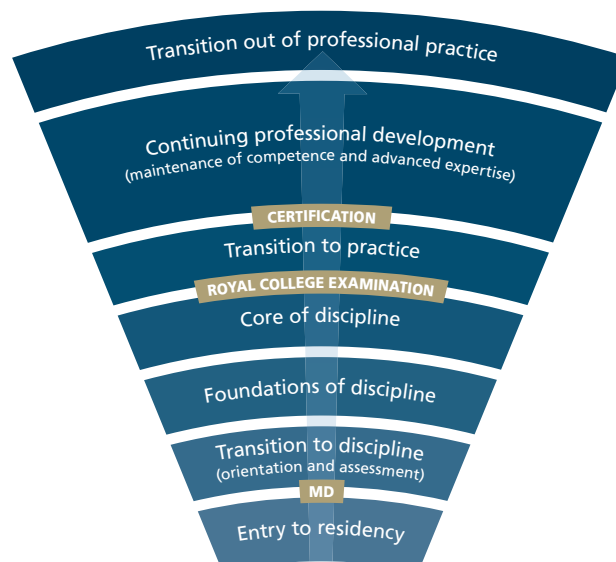 Transition out of professional practice
Continuing professional development
(maintenance of competence and advanced expertise)
CERTIFICATION
Transition to practice
ROYAL COLLEGE EXAMINATION
Core of discipline
Foundations of discipline
Transition to discipline
(orientation and assessment)
MD
Entry to residency